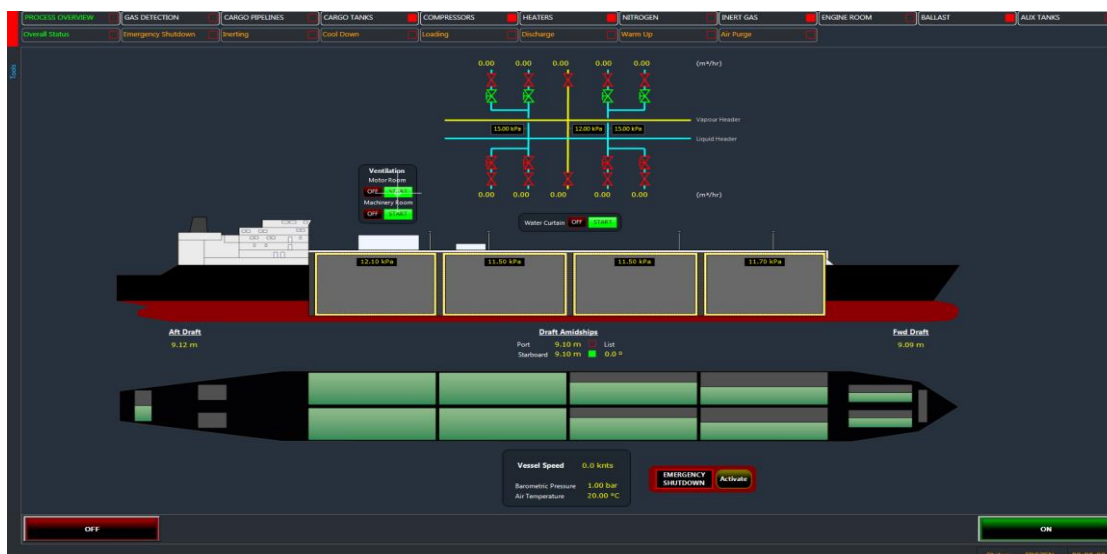 PROCESS OVERVIEW GAS DETECTION CARGO PIPELINES CARGO TANKS COMPRESSORS HEATERS NITROGEN INERT GAS ENGINE ROOM BALLAST AUX TANKS
Overall Status Emergency Shutdown Inerting Cool Down Loading Discharge Warm Up Air Purge
Tools
0.00 0.00 0.00 0.00 0.00 (m³/hr)
Vapour Header
15.00 kPa 12.00 kPa 15.00 kPa
Liquid Header
Ventilation
Motor Room
OFF START
Machinery Room
OFF START
0.00 0.00 0.00 0.00 0.00 (m³/hr)
Water Curtain OFF START
12.10 kPa 11.50 kPa 11.50 kPa 11.70 kPa
Aft Draft Draft Amidships Fwd Draft
9.12 m Port 9.10 m List 9.09 m
Starboard 9.10 m 0.0 º
Vessel Speed 0.0 knts
EMERGENCY SHUTDOWN Activate
Barometric Pressure 1.00 bar
Air Temperature 20.00 ºC
OFF ON